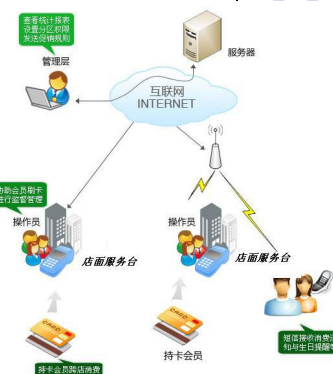 查看统计报表
设置分区权限
发送促销规则
服务器
管理层
互联网
INTERNET
协助会员刷卡
进行监督管理
操作员
操作员
店面服务台
店面服务台
持卡会员
持卡会员跨店消费
短信接收消费
知与生日提醒